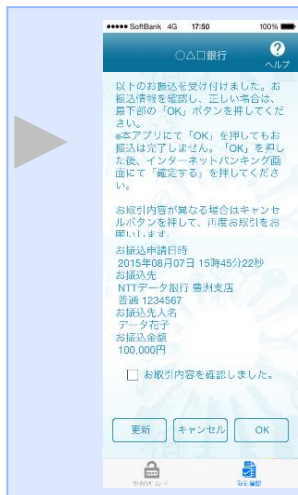 ●●●●● SoftBank 4G 17:50 100%
○△□銀行
?
ヘルプ
以下のお振込を受け付けました。お
振込情報を確認し、正しい場合は、
最下部の「OK」ボタンを押してくだ
さい。
※本アプリにて「OK」を押してもお
振込は完了しません。「OK」を押し
た後、インターネットバンキング画
面にて「確定する」を押してくださ
い。
お取引内容が異なる場合はキャンセ
ルボタンを押して、再度お取引をお
願いします。
お振込申請日時
2015年08月07日 15時45分22秒
お振込先
NTTデータ銀行 豊洲支店
普通 1234567
お振込先人名
データ花子
お振込金額
100,000円
お取引内容を確認しました。
更新 キャンセル OK
取引確認